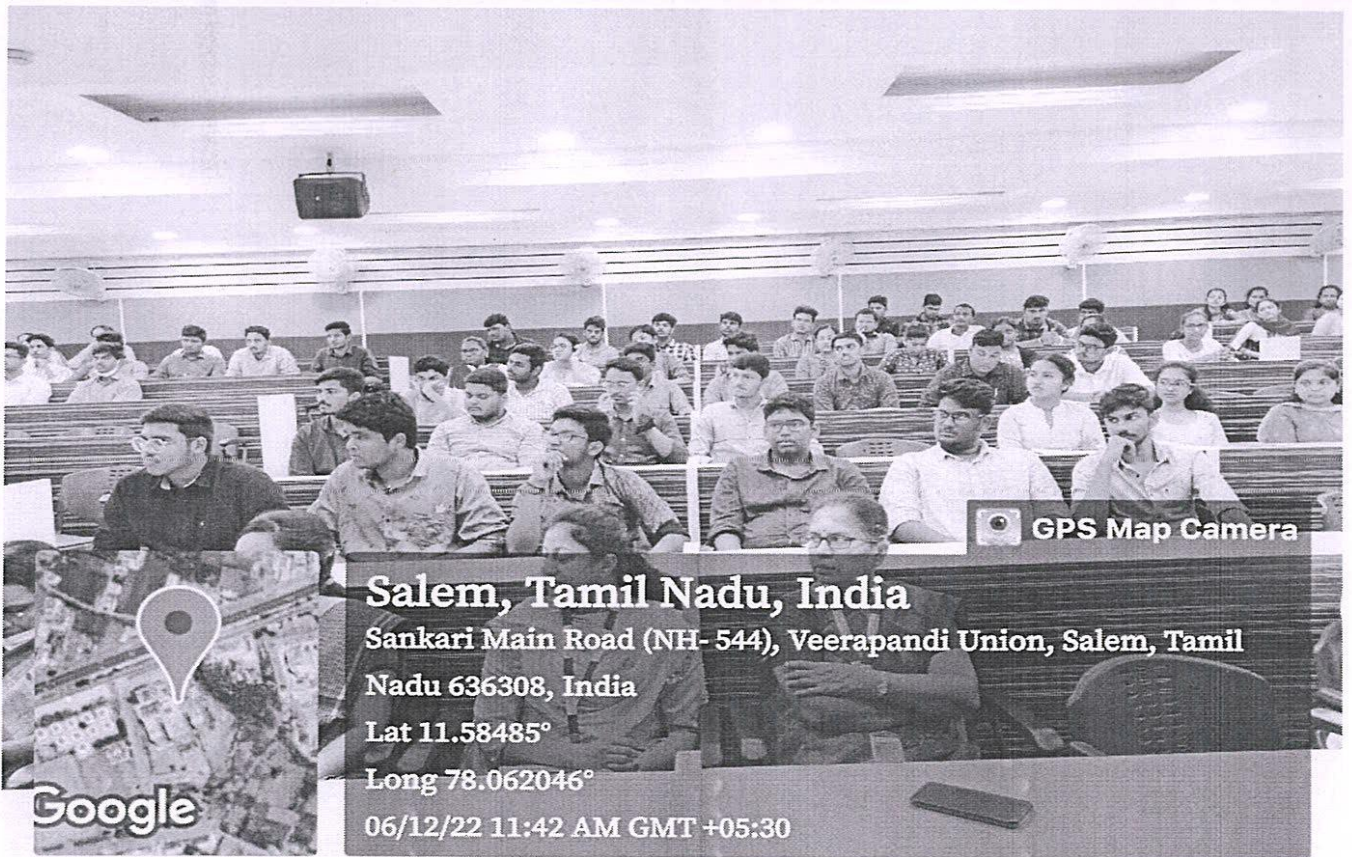 GPS Map Camera
Salem, Tamil Nadu, India
Sankari Main Road (NH- 544), Veerapandi Union, Salem, Tamil
Nadu 636308, India
Lat 11.58485°
Long 78.062046°
06/12/22 11:42 AM GMT +05:30
Google